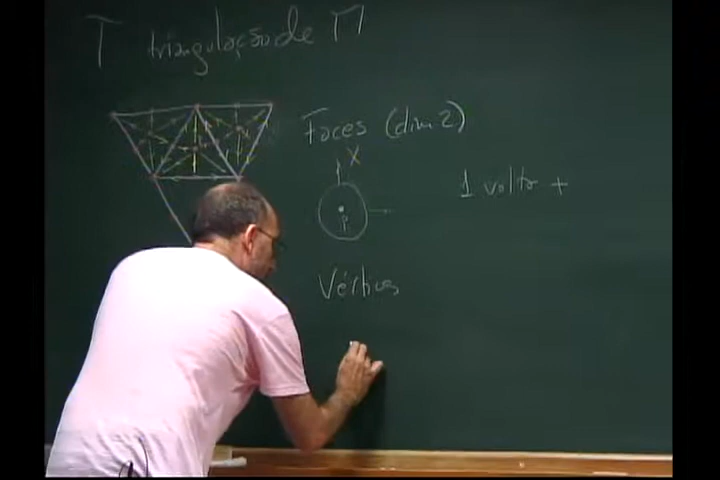 T triangulação de M
Faces (dim 2)
X
1 volta +
p
Vértices